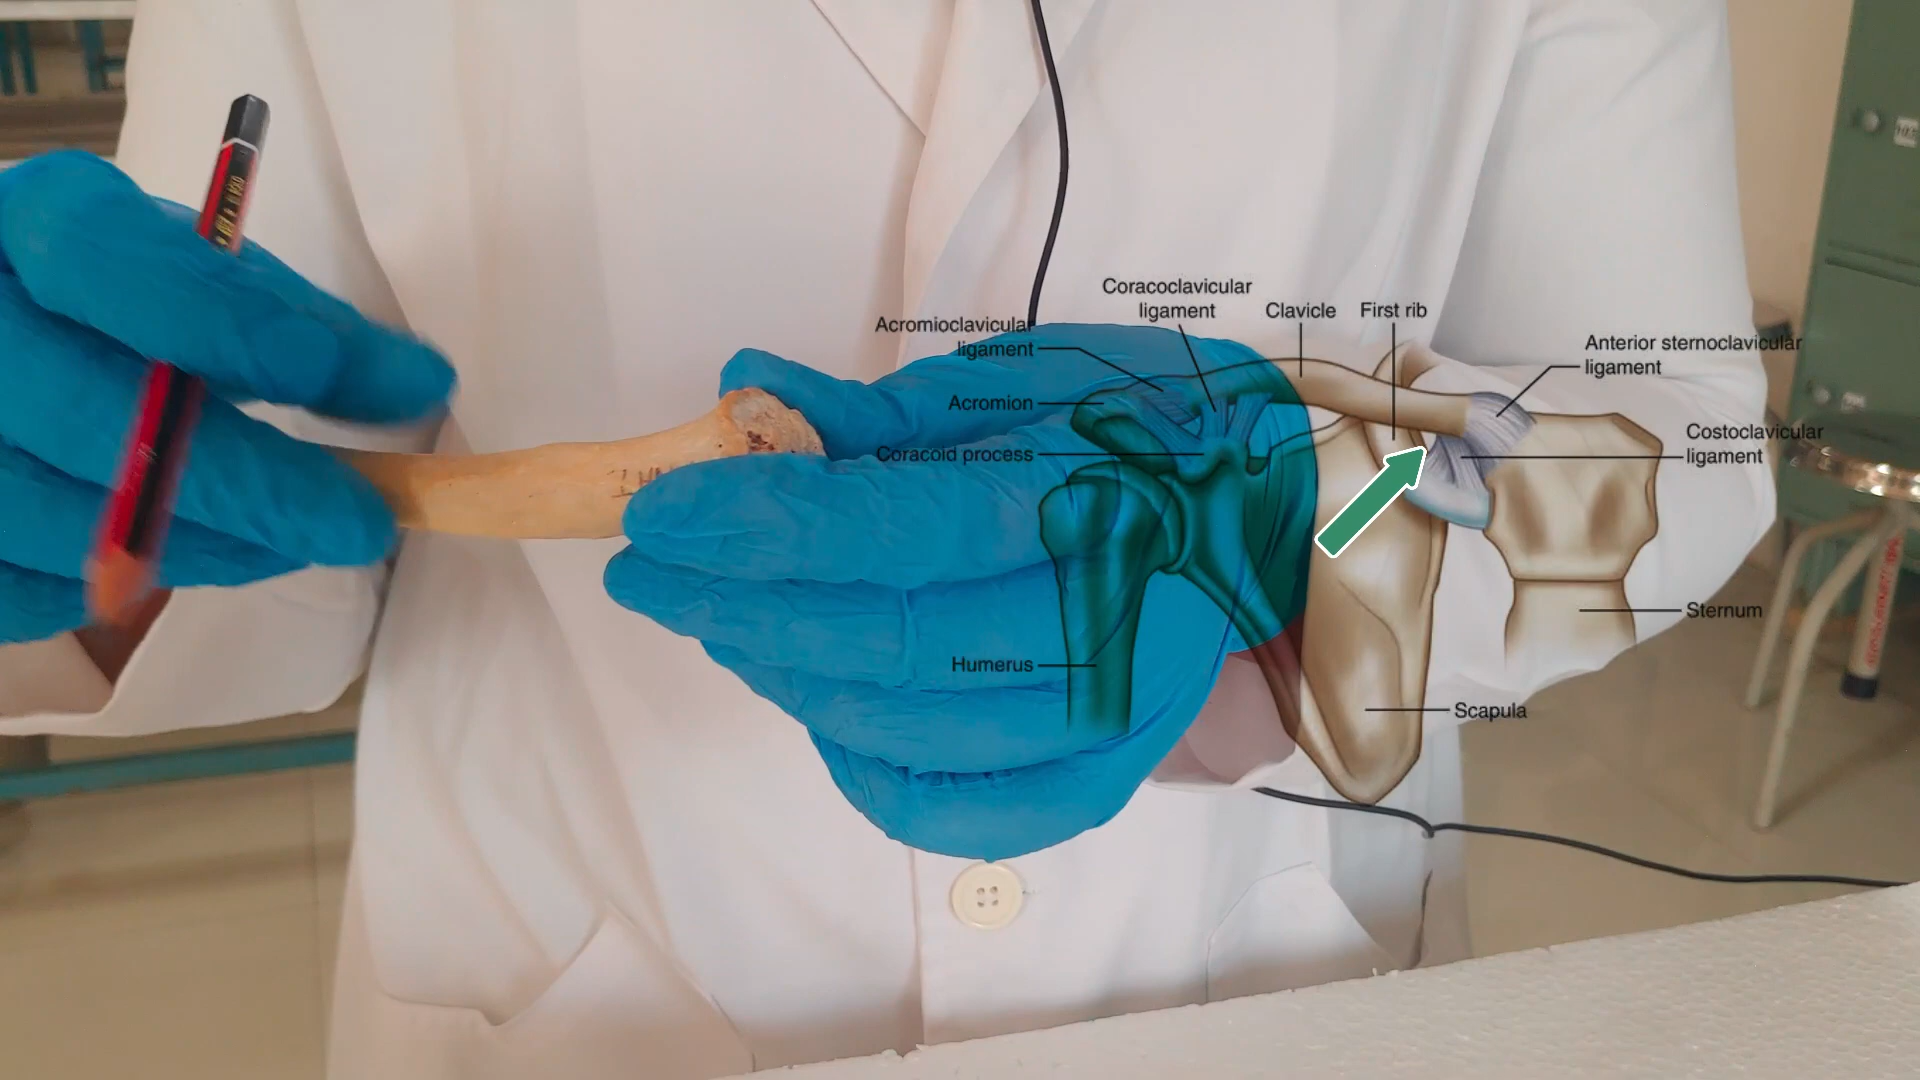 Coracoclavicular
ligament
Clavicle
First rib
Acromioclavicular
ligament
Anterior sternoclavicular
ligament
Acromion
Coracoid process
Costoclavicular
ligament
Sternum
Humerus
Scapula